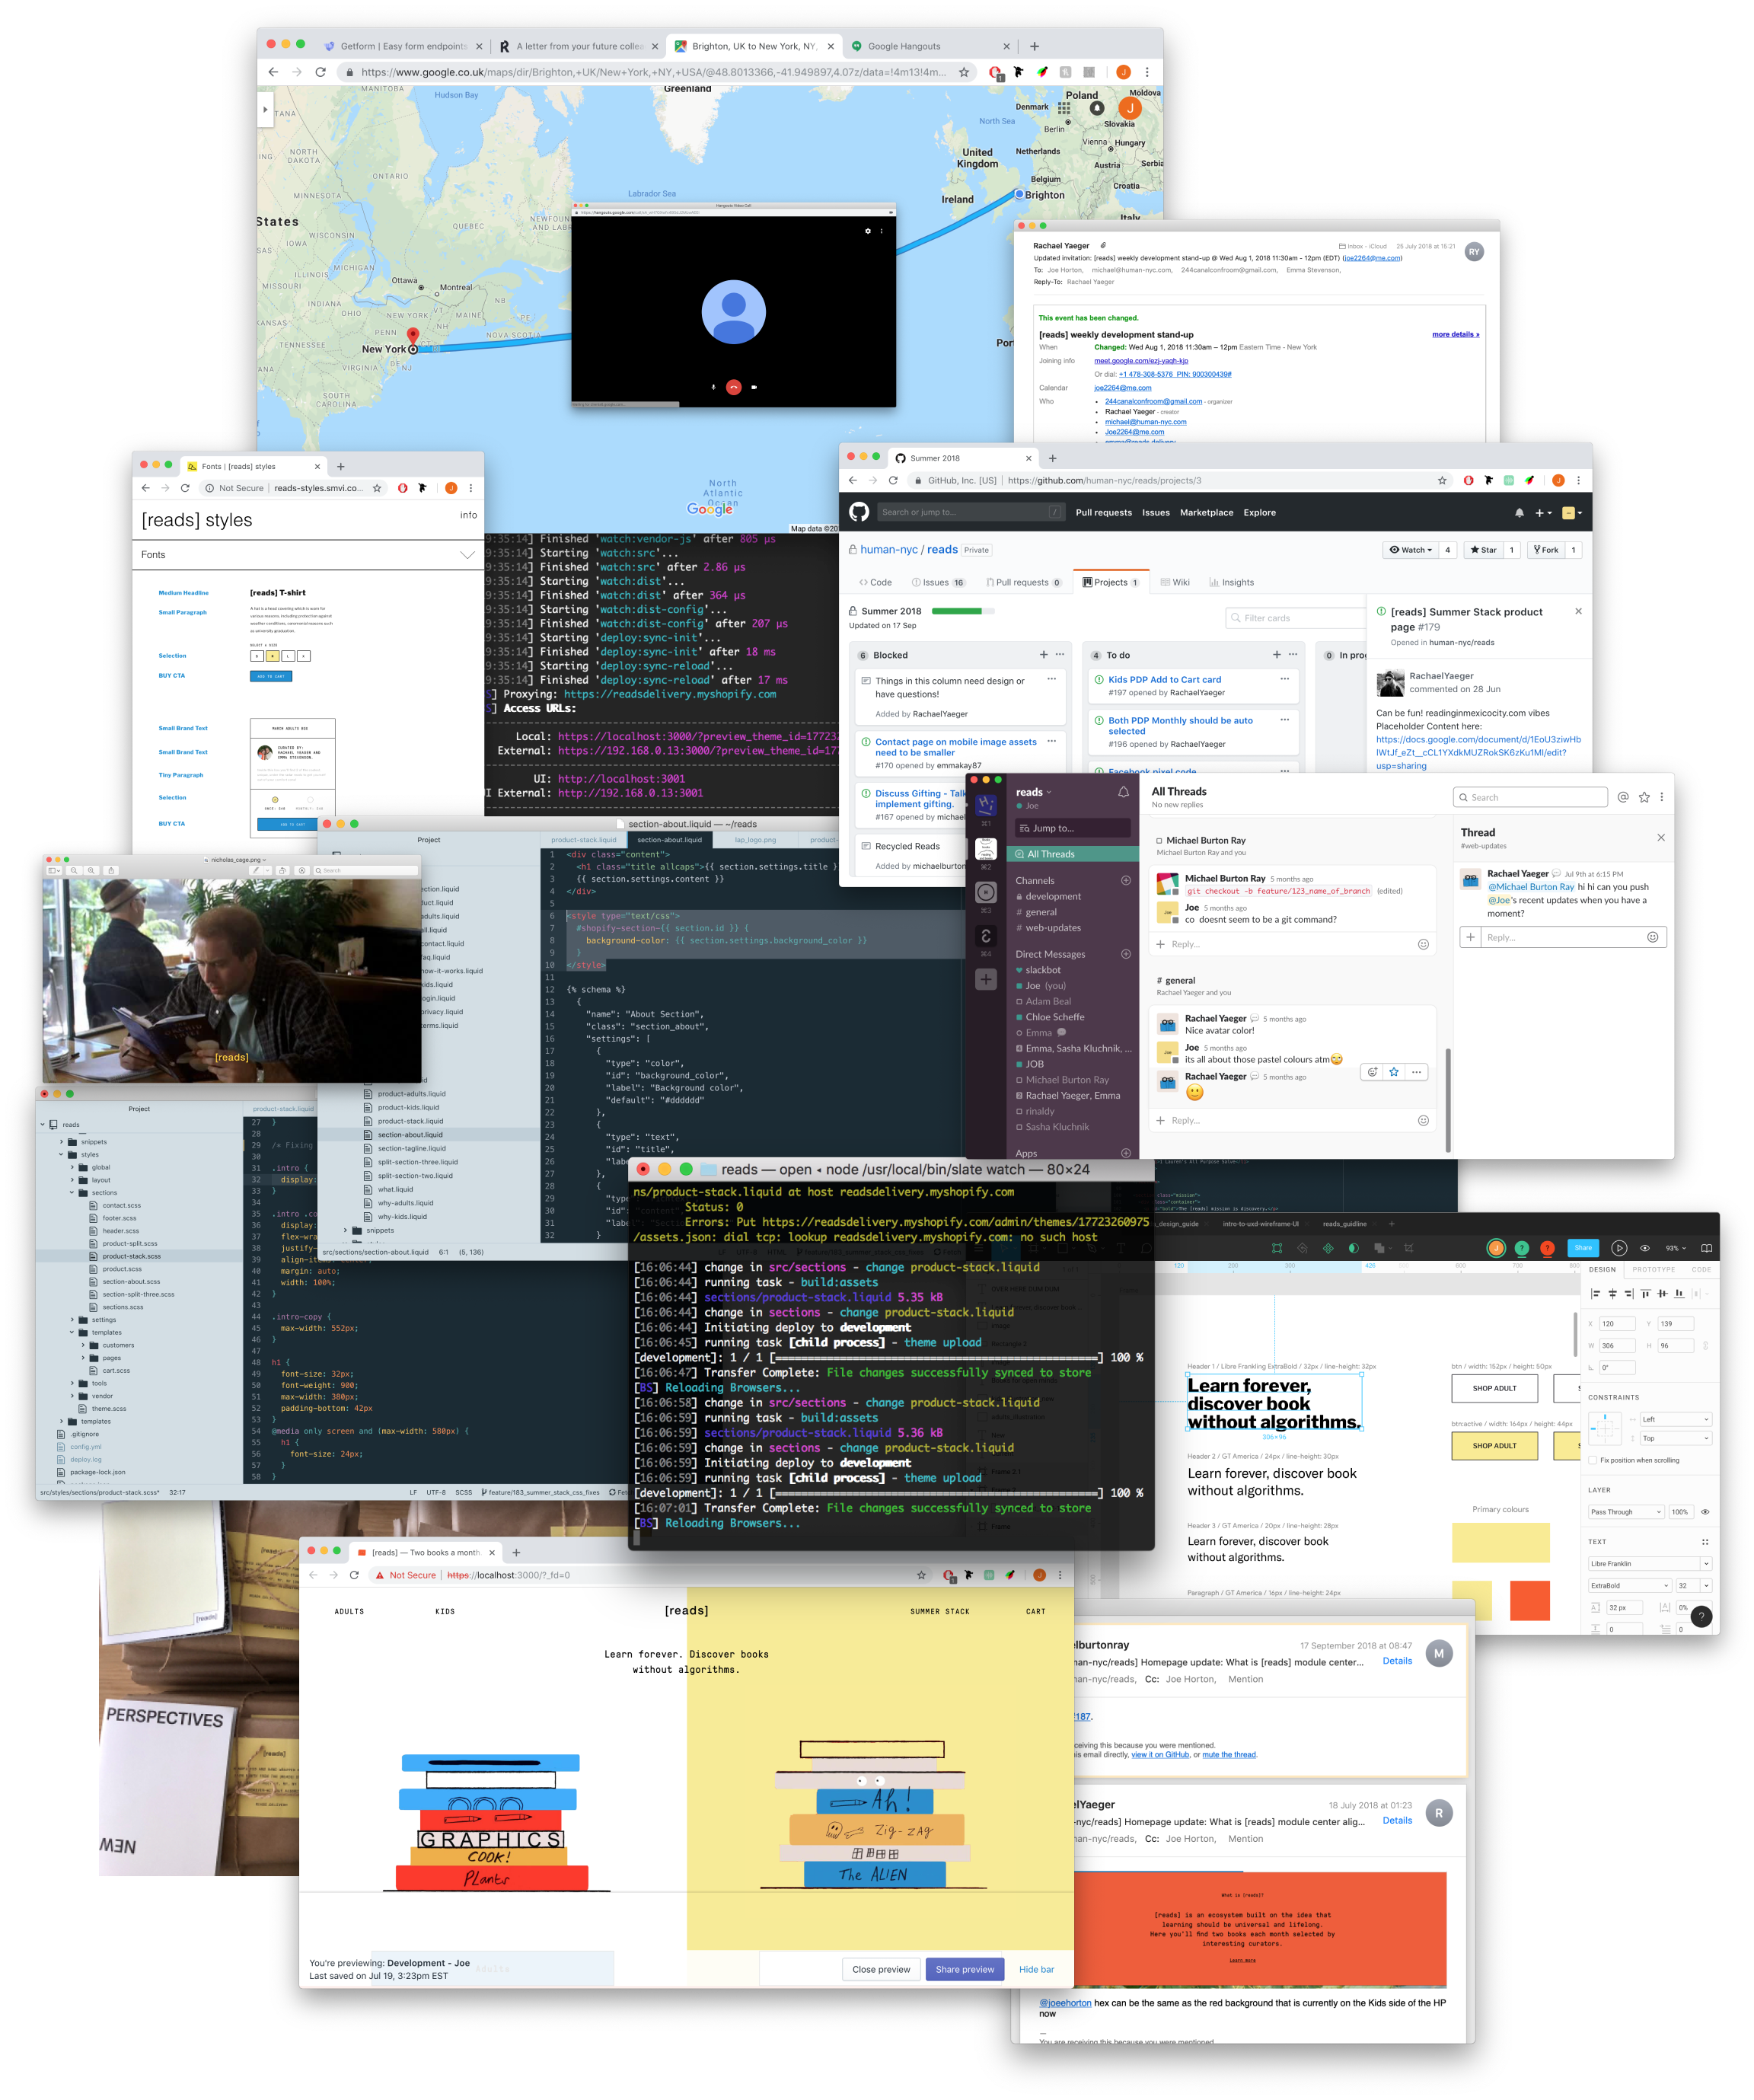 Getform | Easy form endpoints
A letter from your future collea
Brighton, UK to New York, NY,
Google Hangouts
https://www.google.co.uk/maps/dir/Brighton,+UK/New+York,+NY,+USA/@48.8013366,-41.949897,4.07z/data=!4m13!4m...
MANITOBA
Hudson Bay
Greenland
Poland
Moldova
Denmark
North Sea
Berlin
Slovakia
NORTH DAKOTA
ONTARIO
United Kingdom
Netherlands
Vienna
Hungary
Austria
Serbia
MINNESOTA
Labrador Sea
Belgium
Croatia
Ireland
Brighton
Italy
States
WISCONSIN
QUEBEC
IOWA
MICHIGAN
ILLINOIS
Ottawa
Montreal
MISSOURI
INDIANA
NB
OHIO
NEW YORK
VT
MAINE
NH
NOVA SCOTIA
PENN
TENNESSEE
New York
VIRGINIA
DE
NJ
SOUTH CAROLINA
North Atlantic Ocean
Google
Hangouts Video Call
Rachael Yaeger
Inbox - iCloud 25 July 2018 at 15:21
RY
Updated invitation: [reads] weekly development stand-up @ Wed Aug 1, 2018 11:30am - 12pm (EDT) (joe2264@me.com)
To: Joe Horton, michael@human-nyc.com, 244canalconfroom@gmail.com, Emma Stevenson,
Reply-To: Rachael Yaeger
This event has been changed.
[reads] weekly development stand-up
more details »
When Changed: Wed Aug 1, 2018 11:30am – 12pm Eastern Time - New York
Joining info meet.google.com/ezj-yaqh-kjp
Or dial: +1 478-308-5376 PIN: 900300439#
Calendar joe2264@me.com
Who
244canalconfroom@gmail.com - organizer
Rachael Yaeger - creator
michael@human-nyc.com
Joe2264@me.com
Fonts | [reads] styles
Not Secure | reads-styles.smvi.co...
[reads] styles
info
Fonts
Medium Headline
[reads] T-shirt
Small Paragraph
Selection
BUY CTA
ADD TO CART
Small Brand Text
MARCH ADULTS BOX
Small Brand Text
Tiny Paragraph
Selection
BUY CTA
9:35:14] Finished 'watch:vendor-js' after 805 µs
9:35:14] Starting 'watch:src'...
9:35:14] Finished 'watch:src' after 2.86 µs
9:35:14] Starting 'watch:dist'...
9:35:14] Finished 'watch:dist' after 364 µs
9:35:14] Starting 'watch:dist-config'...
9:35:14] Finished 'watch:dist-config' after 207 µs
9:35:14] Starting 'deploy:sync-init'...
9:35:14] Finished 'deploy:sync-init' after 18 ms
9:35:14] Starting 'deploy:sync-reload'...
9:35:14] Finished 'deploy:sync-reload' after 17 ms
S] Proxying: https://readsdelivery.myshopify.com
S] Access URLs:
Local: https://localhost:3000/?preview_theme_id=17723
External: https://192.168.0.13:3000/?preview_theme_id=177
UI: http://localhost:3001
I External: http://192.168.0.13:3001
Summer 2018
GitHub, Inc. [US] | https://github.com/human-nyc/reads/projects/3
Search or jump to...
Pull requests Issues Marketplace Explore
human-nyc / reads Private
Watch 4 Star 1 Fork 1
Code Issues 16 Pull requests 0 Projects 1 Wiki Insights
Summer 2018
Updated on 17 Sep
Filter cards
6 Blocked
Things in this column need design or have questions!
Added by RachaelYaeger
Contact page on mobile image assets need to be smaller
#170 opened by emmakay87
Discuss Gifting - Talk
implement gifting.
#167 opened by michael
Recycled Reads
Added by michaelburton
4 To do
Kids PDP Add to Cart card
#197 opened by RachaelYaeger
Both PDP Monthly should be auto selected
#196 opened by RachaelYaeger
Facebook pixel code
0 In prog
[reads] Summer Stack product page #179
Opened in human-nyc/reads
RachaelYaeger
commented on 28 Jun
Can be fun! readinginmexicocity.com vibes
Placeholder Content here:
https://docs.google.com/document/d/1EoU3ziwHb
lWtJf_eZt__cCL1YXdkMUZRokSK6zKu1MI/edit?
usp=sharing
reads
Joe
Jump to...
All Threads
Channels
development
# general
# web-updates
Direct Messages
slackbot
Joe (you)
Adam Beal
Chloe Scheffe
Emma
Emma, Sasha Kluchnik, ...
JOB
Michael Burton Ray
Rachael Yaeger, Emma
rinaldy
Sasha Kluchnik
Apps
All Threads
No new replies
Search
Michael Burton Ray
Michael Burton Ray and you
Michael Burton Ray 5 months ago
git checkout -b feature/123_name_of_branch (edited)
Joe 5 months ago
co doesnt seem to be a git command?
Reply...
# general
Rachael Yaeger and you
Rachael Yaeger 5 months ago
Nice avatar color!
Joe 5 months ago
its all about those pastel colours atm
Rachael Yaeger 5 months ago
Reply...
Thread
#web-updates
Rachael Yaeger Jul 9th at 6:15 PM
@Michael Burton Ray hi hi can you push
@Joe's recent updates when you have a
moment?
Reply...
section-about.liquid — ~/reads
Project
product-stack.liquid
section-about.liquid
lap_logo.png
1 <div class="content">
2 <h1 class="title allcaps">{{ section.settings.title }
3 {{ section.settings.content }}
4 </div>
5
6 <style type="text/css">
7 #shopify-section-{{ section.id }} {
8 background-color: {{ section.settings.background_color }}
9 }
10 </style>
11
12 {% schema %}
13 {
14 "name": "About Section",
15 "class": "section_about",
16 "settings": [
17 {
18 "type": "color",
19 "id": "background_color",
20 "label": "Background color",
21 "default": "#dddddd"
22 },
23 {
24 "type": "text",
25 "id": "title",
26
27 },
28 {
product-adults.liquid
product-kids.liquid
product-stack.liquid
section-about.liquid
section-tagline.liquid
split-section-three.liquid
split-section-two.liquid
what.liquid
why-adults.liquid
why-kids.liquid
snippets
src/sections/section-about.liquid 6:1 (5, 136)
nicholas_cage.png
Search
[reads]
Project
product-stack.liquid
reads
snippets
styles
global
layout
sections
contact.scss
footer.scss
header.scss
product-split.scss
product-stack.scss
product.scss
section-about.scss
section-split-three.scss
sections.scss
settings
templates
customers
pages
cart.scss
tools
vendor
theme.scss
templates
.gitignore
config.yml
deploy.log
package-lock.json
27 }
28
29 /* Fixing
30
31 .intro {
32 display:
33 }
34
35 .intro .co
36 display:
37 flex-wra
38 justify-
39 align-items: center;
40 margin: auto;
41 width: 100%;
42 }
43
44 .intro-copy {
45 max-width: 552px;
46 }
47
48 h1 {
49 font-size: 32px;
50 font-weight: 900;
51 max-width: 380px;
52 padding-bottom: 42px
53 }
54 @media only screen and (max-width: 580px) {
55 h1 {
56 font-size: 24px;
57 }
58 }
src/styles/sections/product-stack.scss* 32:17
LF UTF-8 SCSS feature/183_summer_stack_css_fixes
reads — open ◂ node /usr/local/bin/slate watch — 80×24
ns/product-stack.liquid at host readsdelivery.myshopify.com
Status: 0
Errors: Put https://readsdelivery.myshopify.com/admin/themes/17723260975
/assets.json: dial tcp: lookup readsdelivery.myshopify.com: no such host
[16:06:44] change in src/sections - change product-stack.liquid
[16:06:44] running task - build:assets
[16:06:44] sections/product-stack.liquid 5.35 kB
[16:06:44] change in sections - change product-stack.liquid
[16:06:44] Initiating deploy to development
[16:06:45] running task [child process] - theme upload
[development]: 1 / 1 [==================] 100 %
[16:06:47] Transfer Complete: File changes successfully synced to store
[BS] Reloading Browsers...
[16:06:58] change in src/sections - change product-stack.liquid
[16:06:59] running task - build:assets
[16:06:59] sections/product-stack.liquid 5.36 kB
[16:06:59] change in sections - change product-stack.liquid
[16:06:59] Initiating deploy to development
[16:06:59] running task [child process] - theme upload
[development]: 1 / 1 [==================] 100 %
[16:07:01] Transfer Complete: File changes successfully synced to store
[BS] Reloading Browsers...
intro-to-uxd-wireframe-UI
reads_guidline
Share
93%
DESIGN PROTOTYPE CODE
X 120 Y 139
W 306 H 96
0°
CONSTRAINTS
Left
Top
Fix position when scrolling
LAYER
Pass Through 100%
TEXT
Libre Franklin
ExtraBold 32
32 px 0%
Header 1 / Libre Frankling ExtraBold / 32px / line-height: 32px
Learn forever,
discover book
without algorithms.
306×96
Header 2 / GT America / 24px / line-height: 30px
Learn forever, discover book
without algorithms.
Header 3 / GT America / 20px / line-height: 28px
Learn forever, discover book
without algorithms.
Paragraph / GT America / 16px / line-height: 24px
btn / width: 152px / height: 50px
SHOP ADULT
btn:active / width: 164px / height: 44px
SHOP ADULT
Primary colours
PERSPECTIVES
NEW
[reads] — Two books a month
Not Secure | https://localhost:3000/?_fd=0
ADULTS
KIDS
[reads]
SUMMER STACK
CART
Learn forever. Discover books
without algorithms.
GRAPHICS
COOK!
PLants
Ah!
Zig-zAg
The ALIEN
You're previewing: Development - Joe
Last saved on Jul 19, 3:23pm EST
Close preview
Share preview
Hide bar
elburtonray
17 September 2018 at 08:47
M
nan-nyc/reads] Homepage update: What is [reads] module center...
Details
nan-nyc/reads, Cc: Joe Horton, Mention
187.
eceiving this because you were mentioned.
is email directly, view it on GitHub, or mute the thread.
elYaeger
18 July 2018 at 01:23
R
-nyc/reads] Homepage update: What is [reads] module center alig...
Details
nan-nyc/reads, Cc: Joe Horton, Mention
What is [reads]?
[reads] is an ecosystem built on the idea that
learning should be universal and lifelong.
Here you'll find two books each month selected by
interesting curators.
Learn more
@joeehorton hex can be the same as the red background that is currently on the Kids side of the HP
now
You are receiving this because you were mentioned.